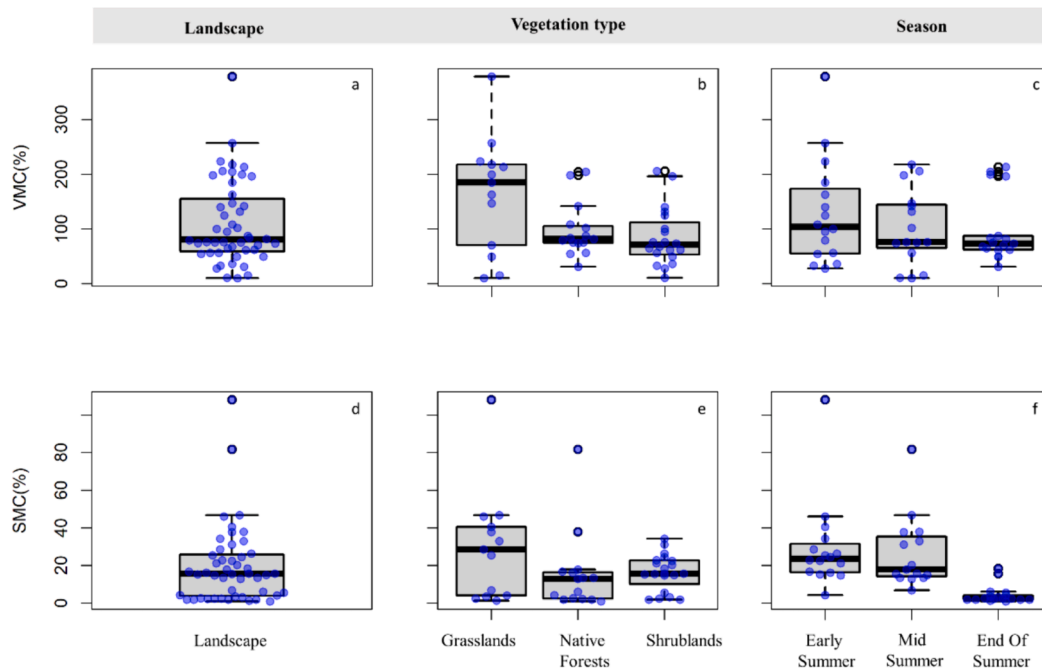 Landscape Vegetation type Season
a b c
VMC(%)
300
200
100
0
d e f
SMC(%)
80
60
40
20
0
Landscape Grasslands Native Forests Shrublands Early Summer Mid Summer End Of Summer